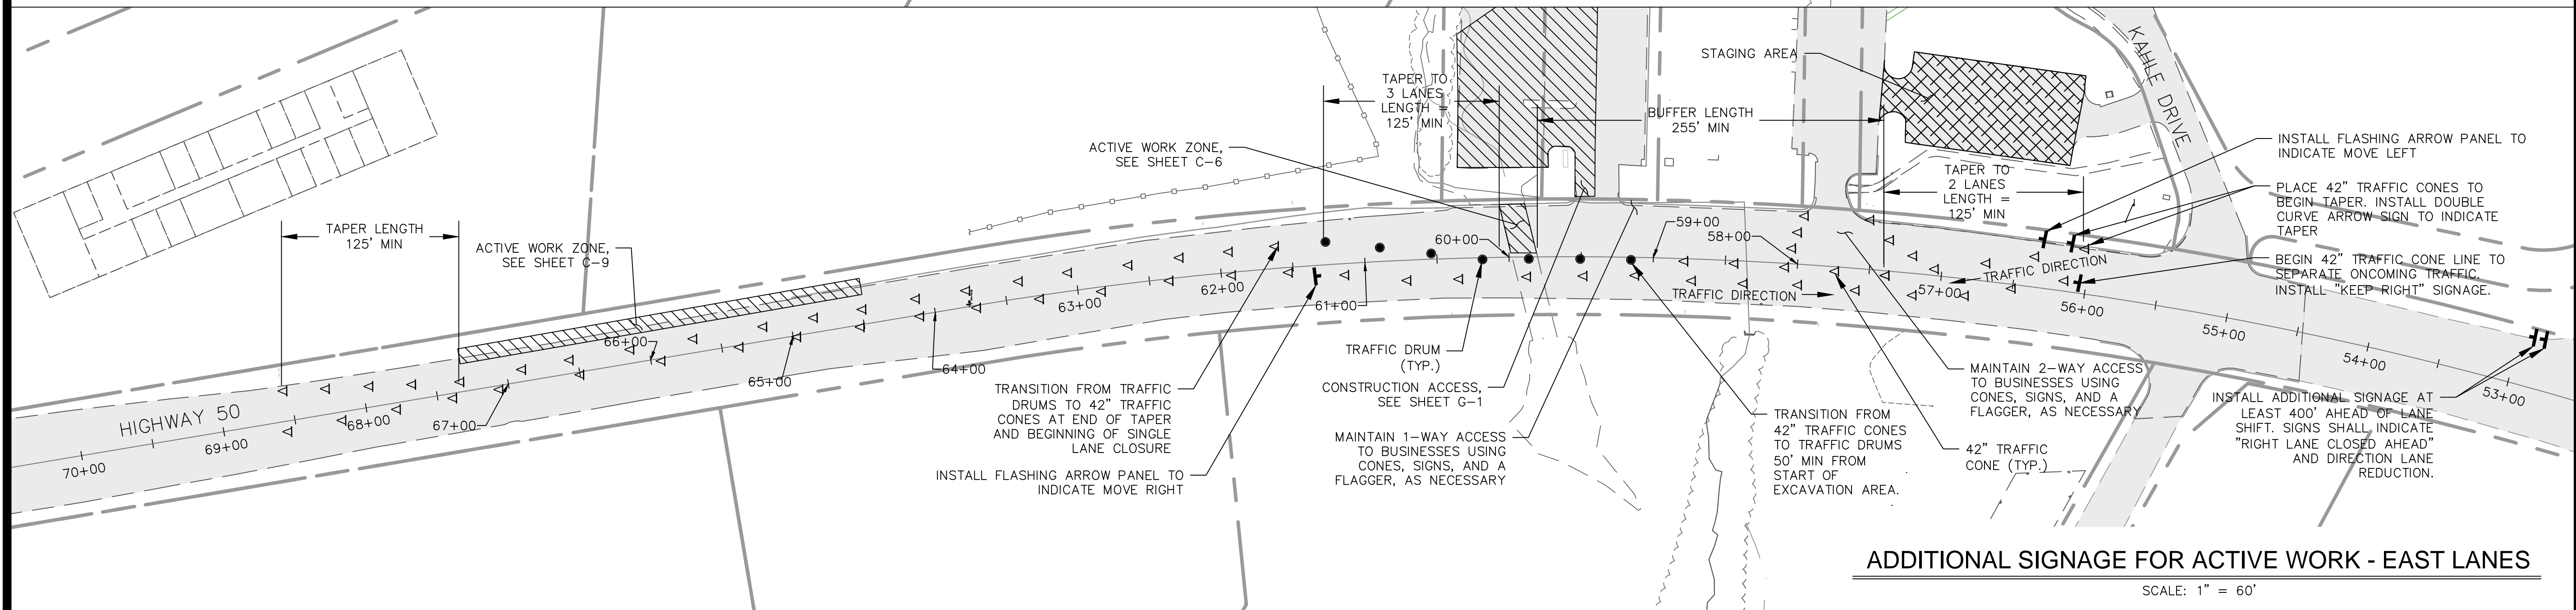 STAGING AREA
KAHLE DRIVE
TAPER TO
3 LANES
LENGTH =
125' MIN
BUFFER LENGTH
255' MIN
ACTIVE WORK ZONE,
SEE SHEET C-6
INSTALL FLASHING ARROW PANEL TO
INDICATE MOVE LEFT
TAPER TO
2 LANES
LENGTH =
125' MIN
PLACE 42" TRAFFIC CONES TO
BEGIN TAPER. INSTALL DOUBLE
CURVE ARROW SIGN TO INDICATE
TAPER
TAPER LENGTH
125' MIN
ACTIVE WORK ZONE,
SEE SHEET C-9
BEGIN 42" TRAFFIC CONE LINE TO
SEPARATE ONCOMING TRAFFIC.
INSTALL "KEEP RIGHT" SIGNAGE.
TRAFFIC DIRECTION
TRAFFIC DIRECTION
HIGHWAY 50
70+00
69+00
68+00
67+00
66+00
65+00
64+00
63+00
62+00
61+00
60+00
59+00
58+00
57+00
56+00
55+00
54+00
53+00
TRANSITION FROM TRAFFIC
DRUMS TO 42" TRAFFIC
CONES AT END OF TAPER
AND BEGINNING OF SINGLE
LANE CLOSURE
INSTALL FLASHING ARROW PANEL TO
INDICATE MOVE RIGHT
TRAFFIC DRUM
(TYP.)
CONSTRUCTION ACCESS,
SEE SHEET G-1
MAINTAIN 1-WAY ACCESS
TO BUSINESSES USING
CONES, SIGNS, AND A
FLAGGER, AS NECESSARY
TRANSITION FROM
42" TRAFFIC CONES
TO TRAFFIC DRUMS
50' MIN FROM
START OF
EXCAVATION AREA.
MAINTAIN 2-WAY ACCESS
TO BUSINESSES USING
CONES, SIGNS, AND A
FLAGGER, AS NECESSARY
42" TRAFFIC
CONE (TYP.)
INSTALL ADDITIONAL SIGNAGE AT
LEAST 400' AHEAD OF LANE
SHIFT. SIGNS SHALL INDICATE
"RIGHT LANE CLOSED AHEAD"
AND DIRECTION LANE
REDUCTION.
ADDITIONAL SIGNAGE FOR ACTIVE WORK - EAST LANES
SCALE: 1" = 60'